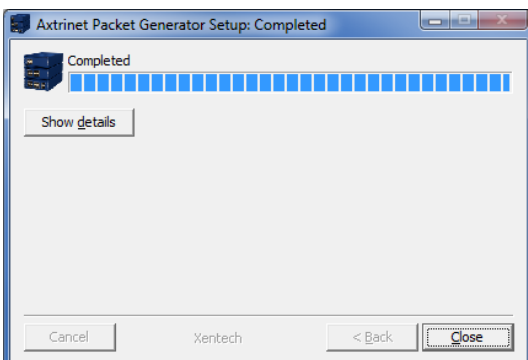 Axtrinet Packet Generator Setup: Completed
Completed
Show details
Cancel
Xentech
< Back
Close